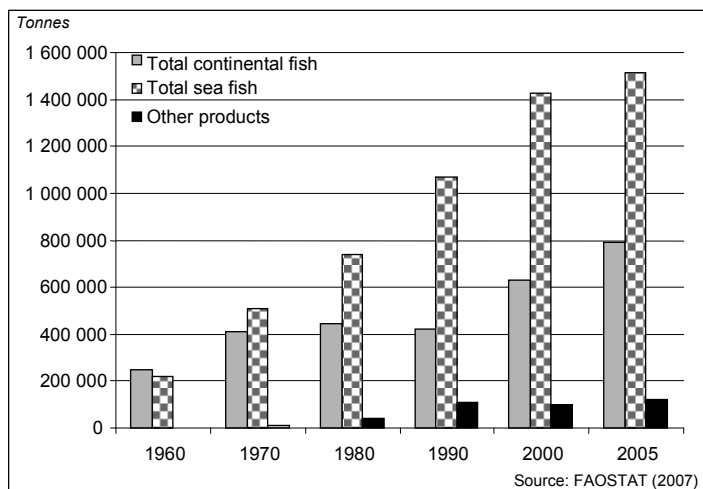 Tonnes
1 600 000
1 400 000
1 200 000
1 000 000
800 000
600 000
400 000
200 000
0
Total continental fish
Total sea fish
Other products
1960 1970 1980 1990 2000 2005
Source: FAOSTAT (2007)